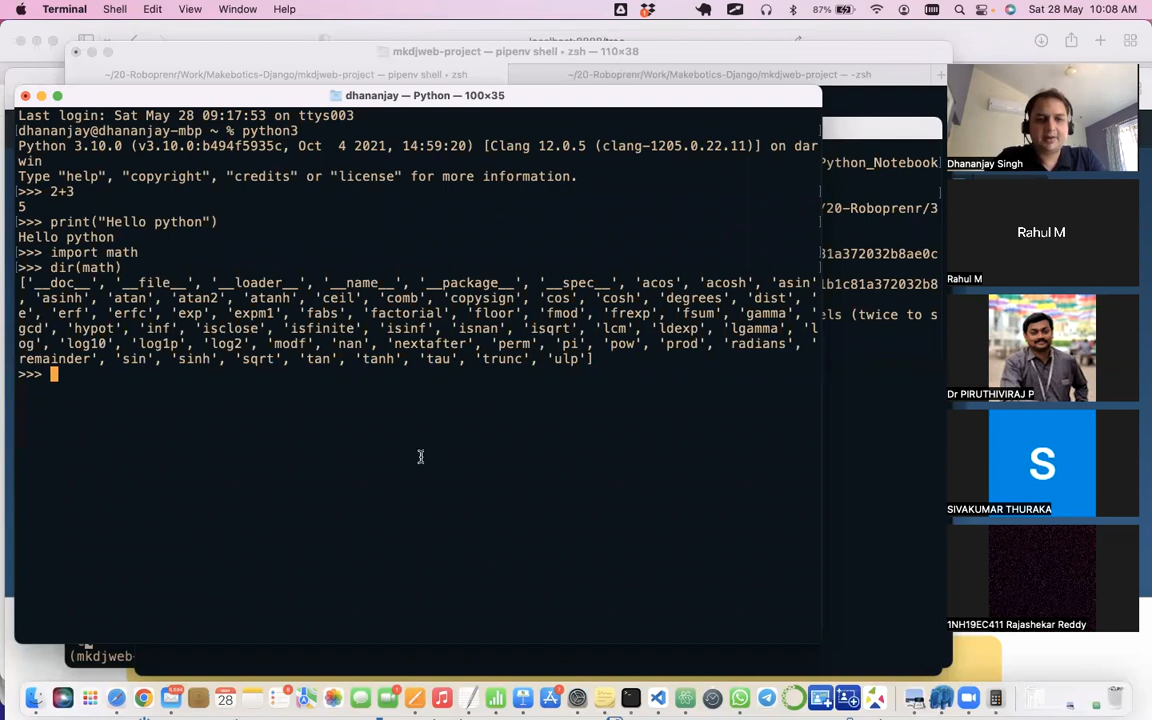 Terminal Shell Edit View Window Help 87% Sat 28 May 10:08 AM
mkdjweb-project — pipenv shell • zsh — 110×38
~/20-Roboprenr/Work/Makebotics-Django/mkdjweb-project — pipenv shell • zsh
~/20-Roboprenr/Work/Makebotics-Django/mkdjweb-project — -zsh
dhananjay — Python — 100×35
Last login: Sat May 28 09:17:53 on ttys003
dhananjay@dhananjay-mbp ~ % python3
Python 3.10.0 (v3.10.0:b494f5935c, Oct  4 2021, 14:59:20) [Clang 12.0.5 (clang-1205.0.22.11)] on dar
win
Type "help", "copyright", "credits" or "license" for more information.
>>> 2+3
5
>>> print("Hello python")
Hello python
>>> import math
>>> dir(math)
['__doc__', '__file__', '__loader__', '__name__', '__package__', '__spec__', 'acos', 'acosh', 'asin'
, 'asinh', 'atan', 'atan2', 'atanh', 'ceil', 'comb', 'copysign', 'cos', 'cosh', 'degrees', 'dist', '
e', 'erf', 'erfc', 'exp', 'expm1', 'fabs', 'factorial', 'floor', 'fmod', 'frexp', 'fsum', 'gamma', '
gcd', 'hypot', 'inf', 'isclose', 'isfinite', 'isinf', 'isnan', 'isqrt', 'lcm', 'ldexp', 'lgamma', 'l
og', 'log10', 'log1p', 'log2', 'modf', 'nan', 'nextafter', 'perm', 'pi', 'pow', 'prod', 'radians', '
remainder', 'sin', 'sinh', 'sqrt', 'tan', 'tanh', 'tau', 'trunc', 'ulp']
>>>
Python_Notebook
/20-Roboprenr/3
81a372032b8ae0c
1b1c81a372032b8
els (twice to s
(mkdjweb-
Dhananjay Singh
Rahul M
Rahul M
Dr PIRUTHIVIRAJ P
S
SIVAKUMAR THURAKA
1NH19EC411 Rajashekar Reddy
28